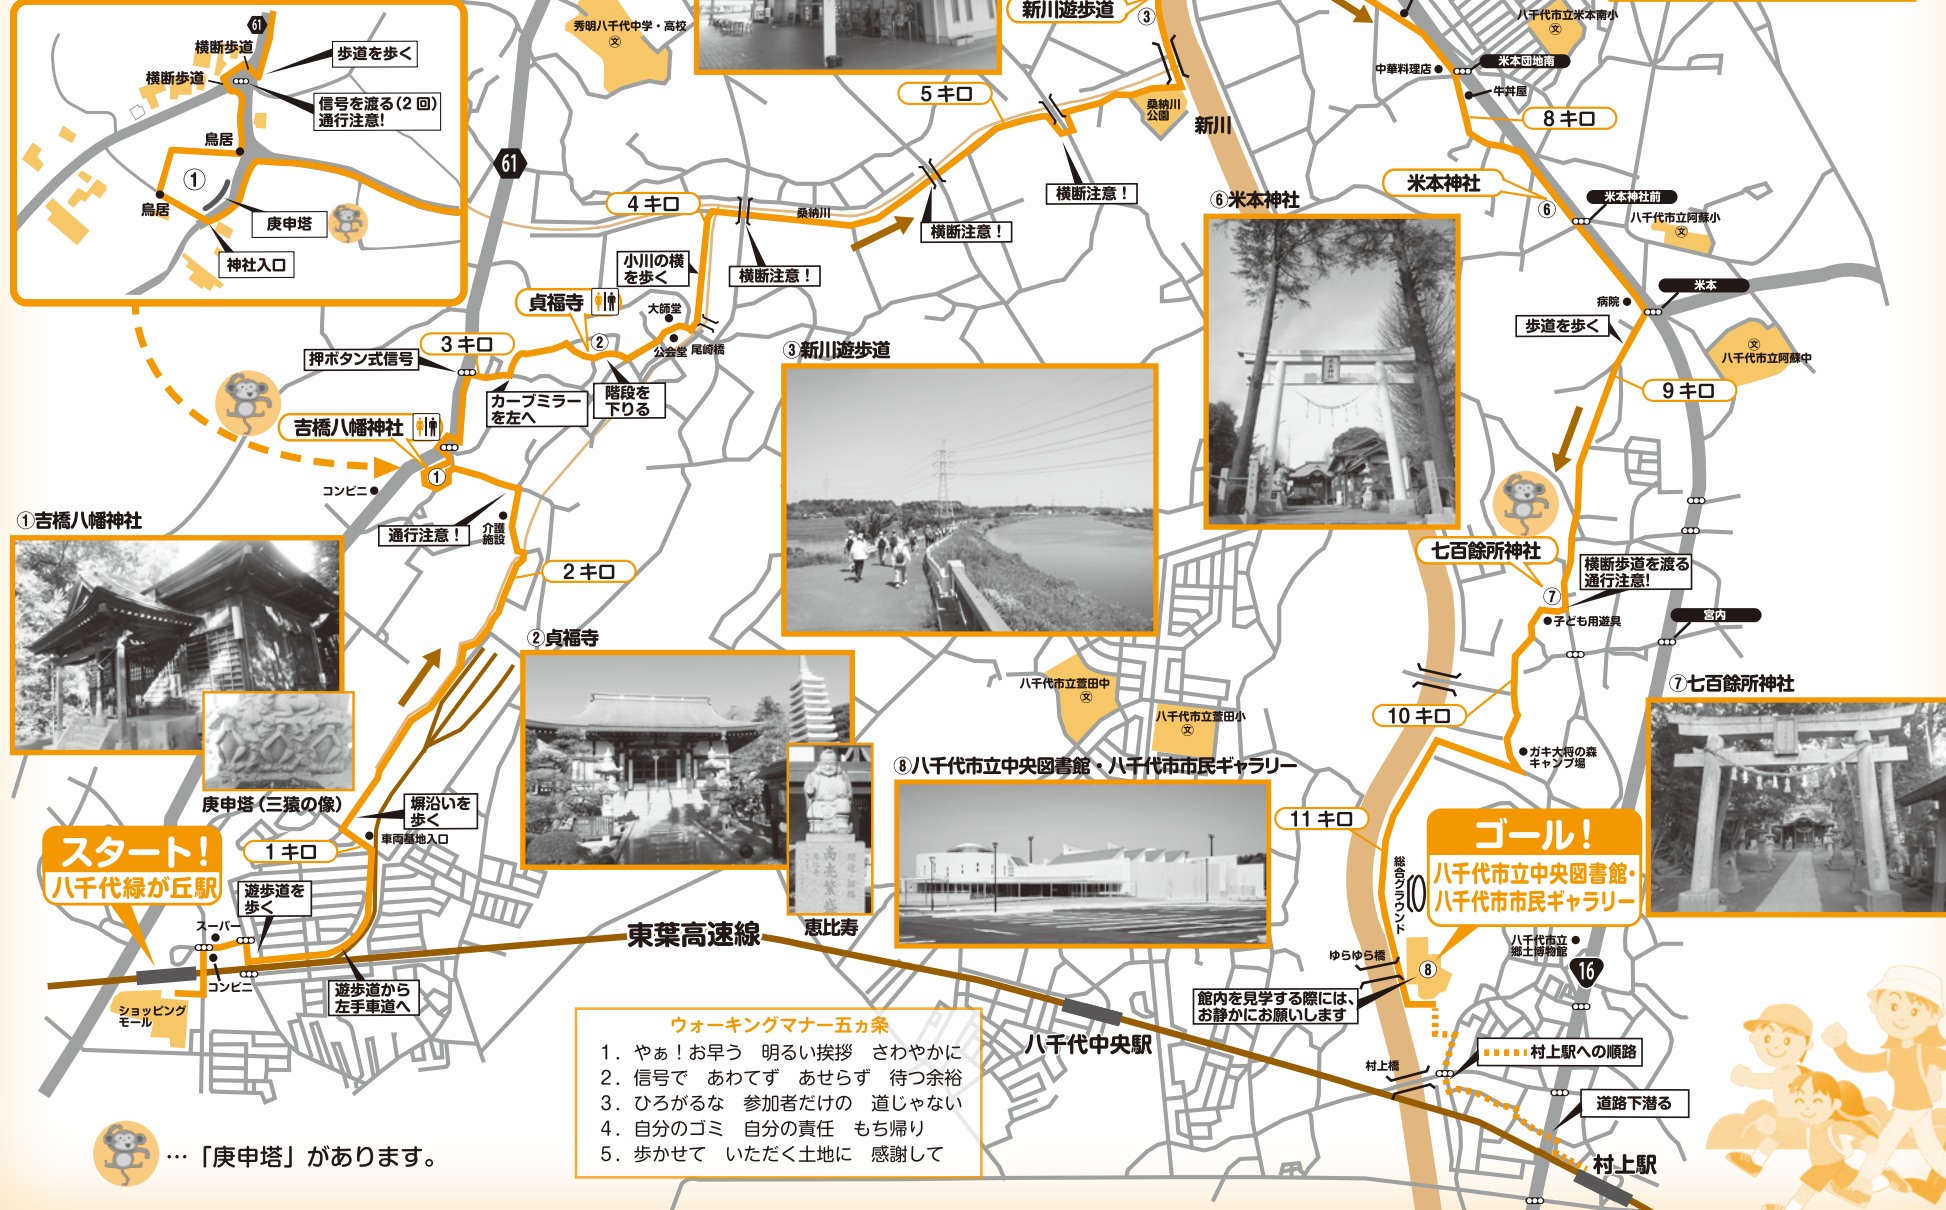 61
横断歩道
歩道を歩く
横断歩道
信号を渡る(2回)
通行注意!
鳥居
①
鳥居
庚申塔
神社入口
秀明八千代中学・高校
文
新川遊歩道
③
5キロ
桑納川
公園
新川
61
4キロ
桑納川
横断注意!
横断注意!
横断注意!
小川の横
を歩く
貞福寺
大師堂
②
公会堂
尾崎橋
3キロ
押ボタン式信号
カーブミラー
を左へ
階段を
下りる
吉橋八幡神社
①
コンビニ
通行注意!
介護
施設
2キロ
①吉橋八幡神社
庚申塔(三猿の像)
③新川遊歩道
②貞福寺
恵比寿
⑥米本神社
八千代市立米本南小
文
中華料理店
米本団地南
牛丼屋
8キロ
米本神社
⑥
米本神社前
八千代市立阿蘇小
文
米本
病院
歩道を歩く
文
八千代市立阿蘇中
9キロ
七百餘所神社
横断歩道を渡る
通行注意!
⑦
子ども用遊具
宮内
⑦七百餘所神社
10キロ
ガキ大将の森
キャンプ場
八千代市立萱田中
文
八千代市立萱田小
文
⑧八千代市立中央図書館・八千代市市民ギャラリー
11キロ
総合グラウンド
ゴール!
八千代市立中央図書館・
八千代市市民ギャラリー
八千代市立
郷土博物館
16
ゆらゆら橋
⑧
館内を見学する際には、
お静かにお願いします
村上橋
村上駅への順路
道路下潜る
村上駅
スタート!
八千代緑が丘駅
1キロ
塀沿いを
歩く
車両基地入口
遊歩道を
歩く
スーパー
コンビニ
ショッピング
モール
遊歩道から
左手車道へ
東葉高速線
八千代中央駅
ウォーキングマナー五ヵ条
1. やぁ!お早う 明るい挨拶 さわやかに
2. 信号で あわてず あせらず 待つ余裕
3. ひろがるな 参加者だけの 道じゃない
4. 自分のゴミ 自分の責任 もち帰り
5. 歩かせて いただく土地に 感謝して
…「庚申塔」があります。